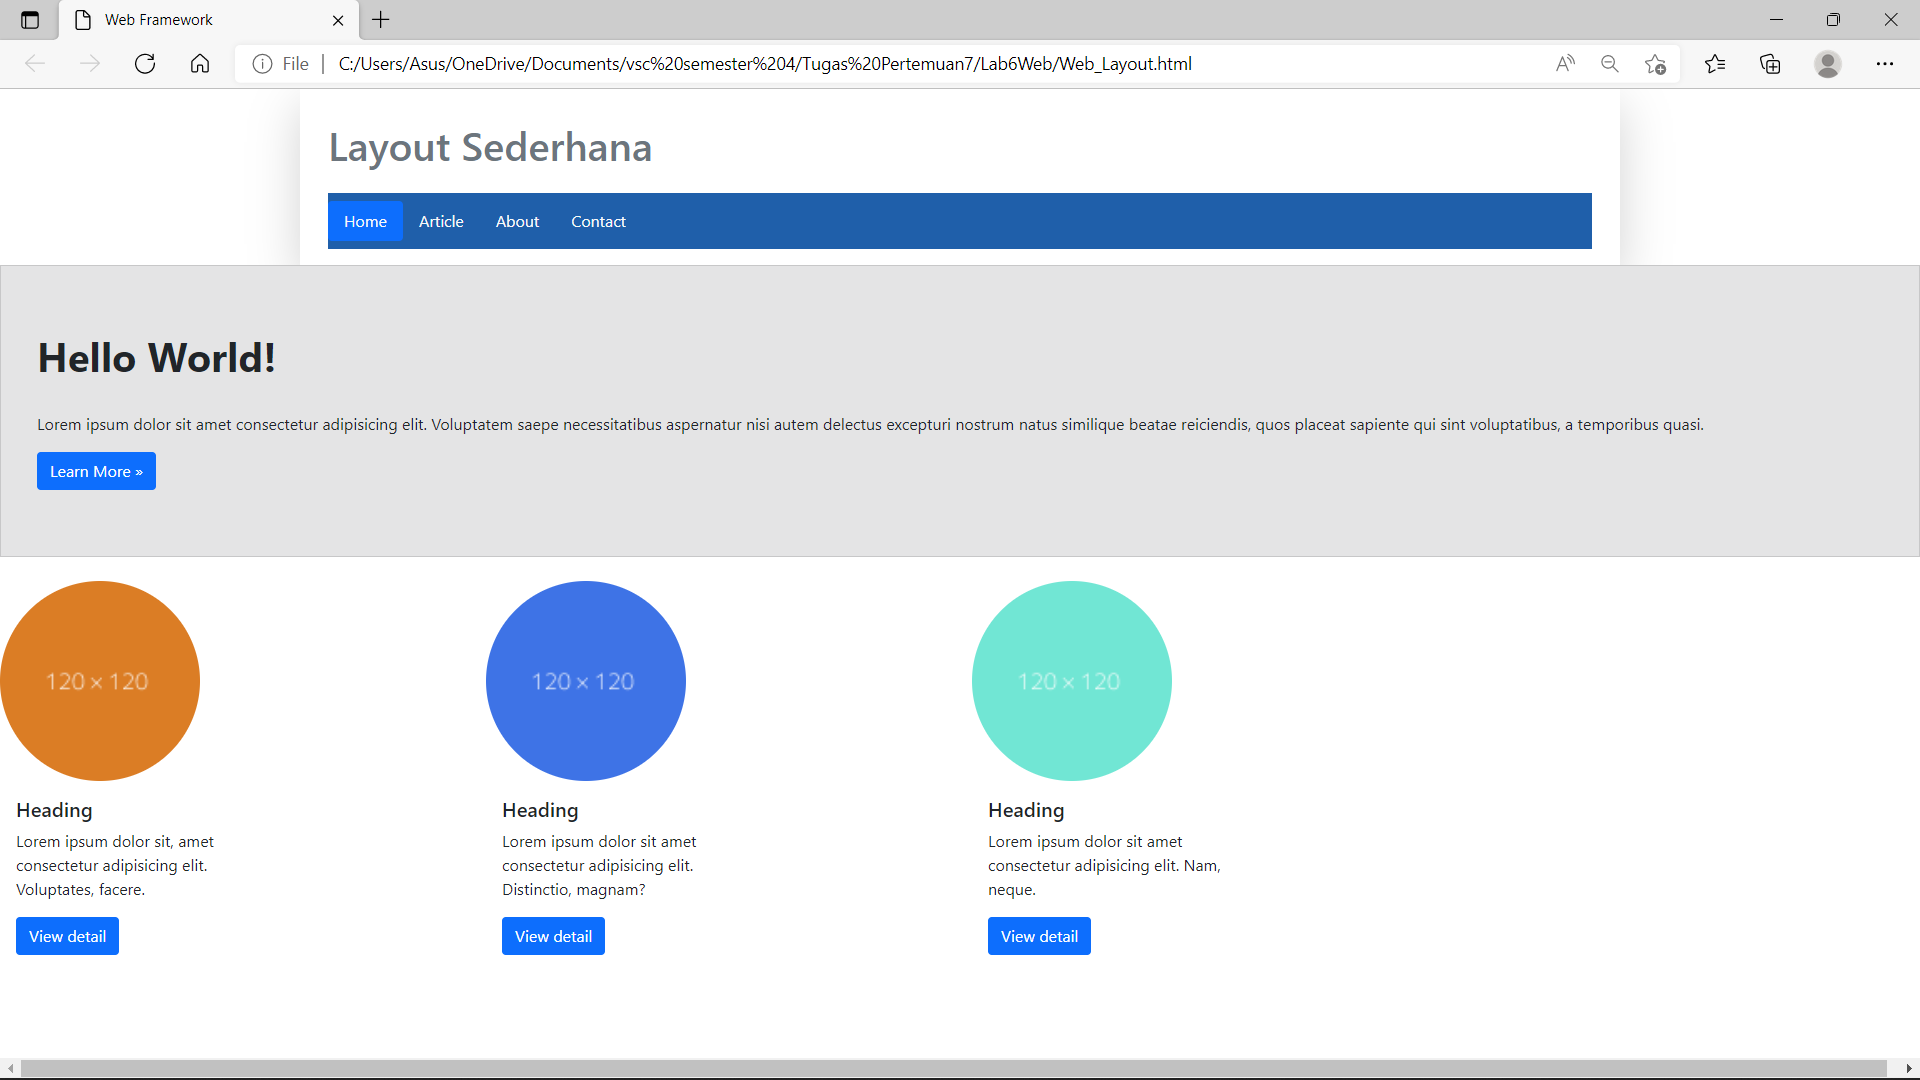 Web Framework
File
C:/Users/Asus/OneDrive/Documents/vsc%20semester%204/Tugas%20Pertemuan7/Lab6Web/Web_Layout.html
Layout Sederhana
Home Article About Contact
Hello World!
Lorem ipsum dolor sit amet consectetur adipisicing elit. Voluptatem saepe necessitatibus aspernatur nisi autem delectus excepturi nostrum natus similique beatae reiciendis, quos placeat sapiente qui sint voluptatibus, a temporibus quasi.
Learn More »
120 × 120
Heading
Lorem ipsum dolor sit, amet
consectetur adipisicing elit.
Voluptates, facere.
View detail
120 × 120
Heading
Lorem ipsum dolor sit amet
consectetur adipisicing elit.
Distinctio, magnam?
View detail
120 × 120
Heading
Lorem ipsum dolor sit amet
consectetur adipisicing elit. Nam,
neque.
View detail